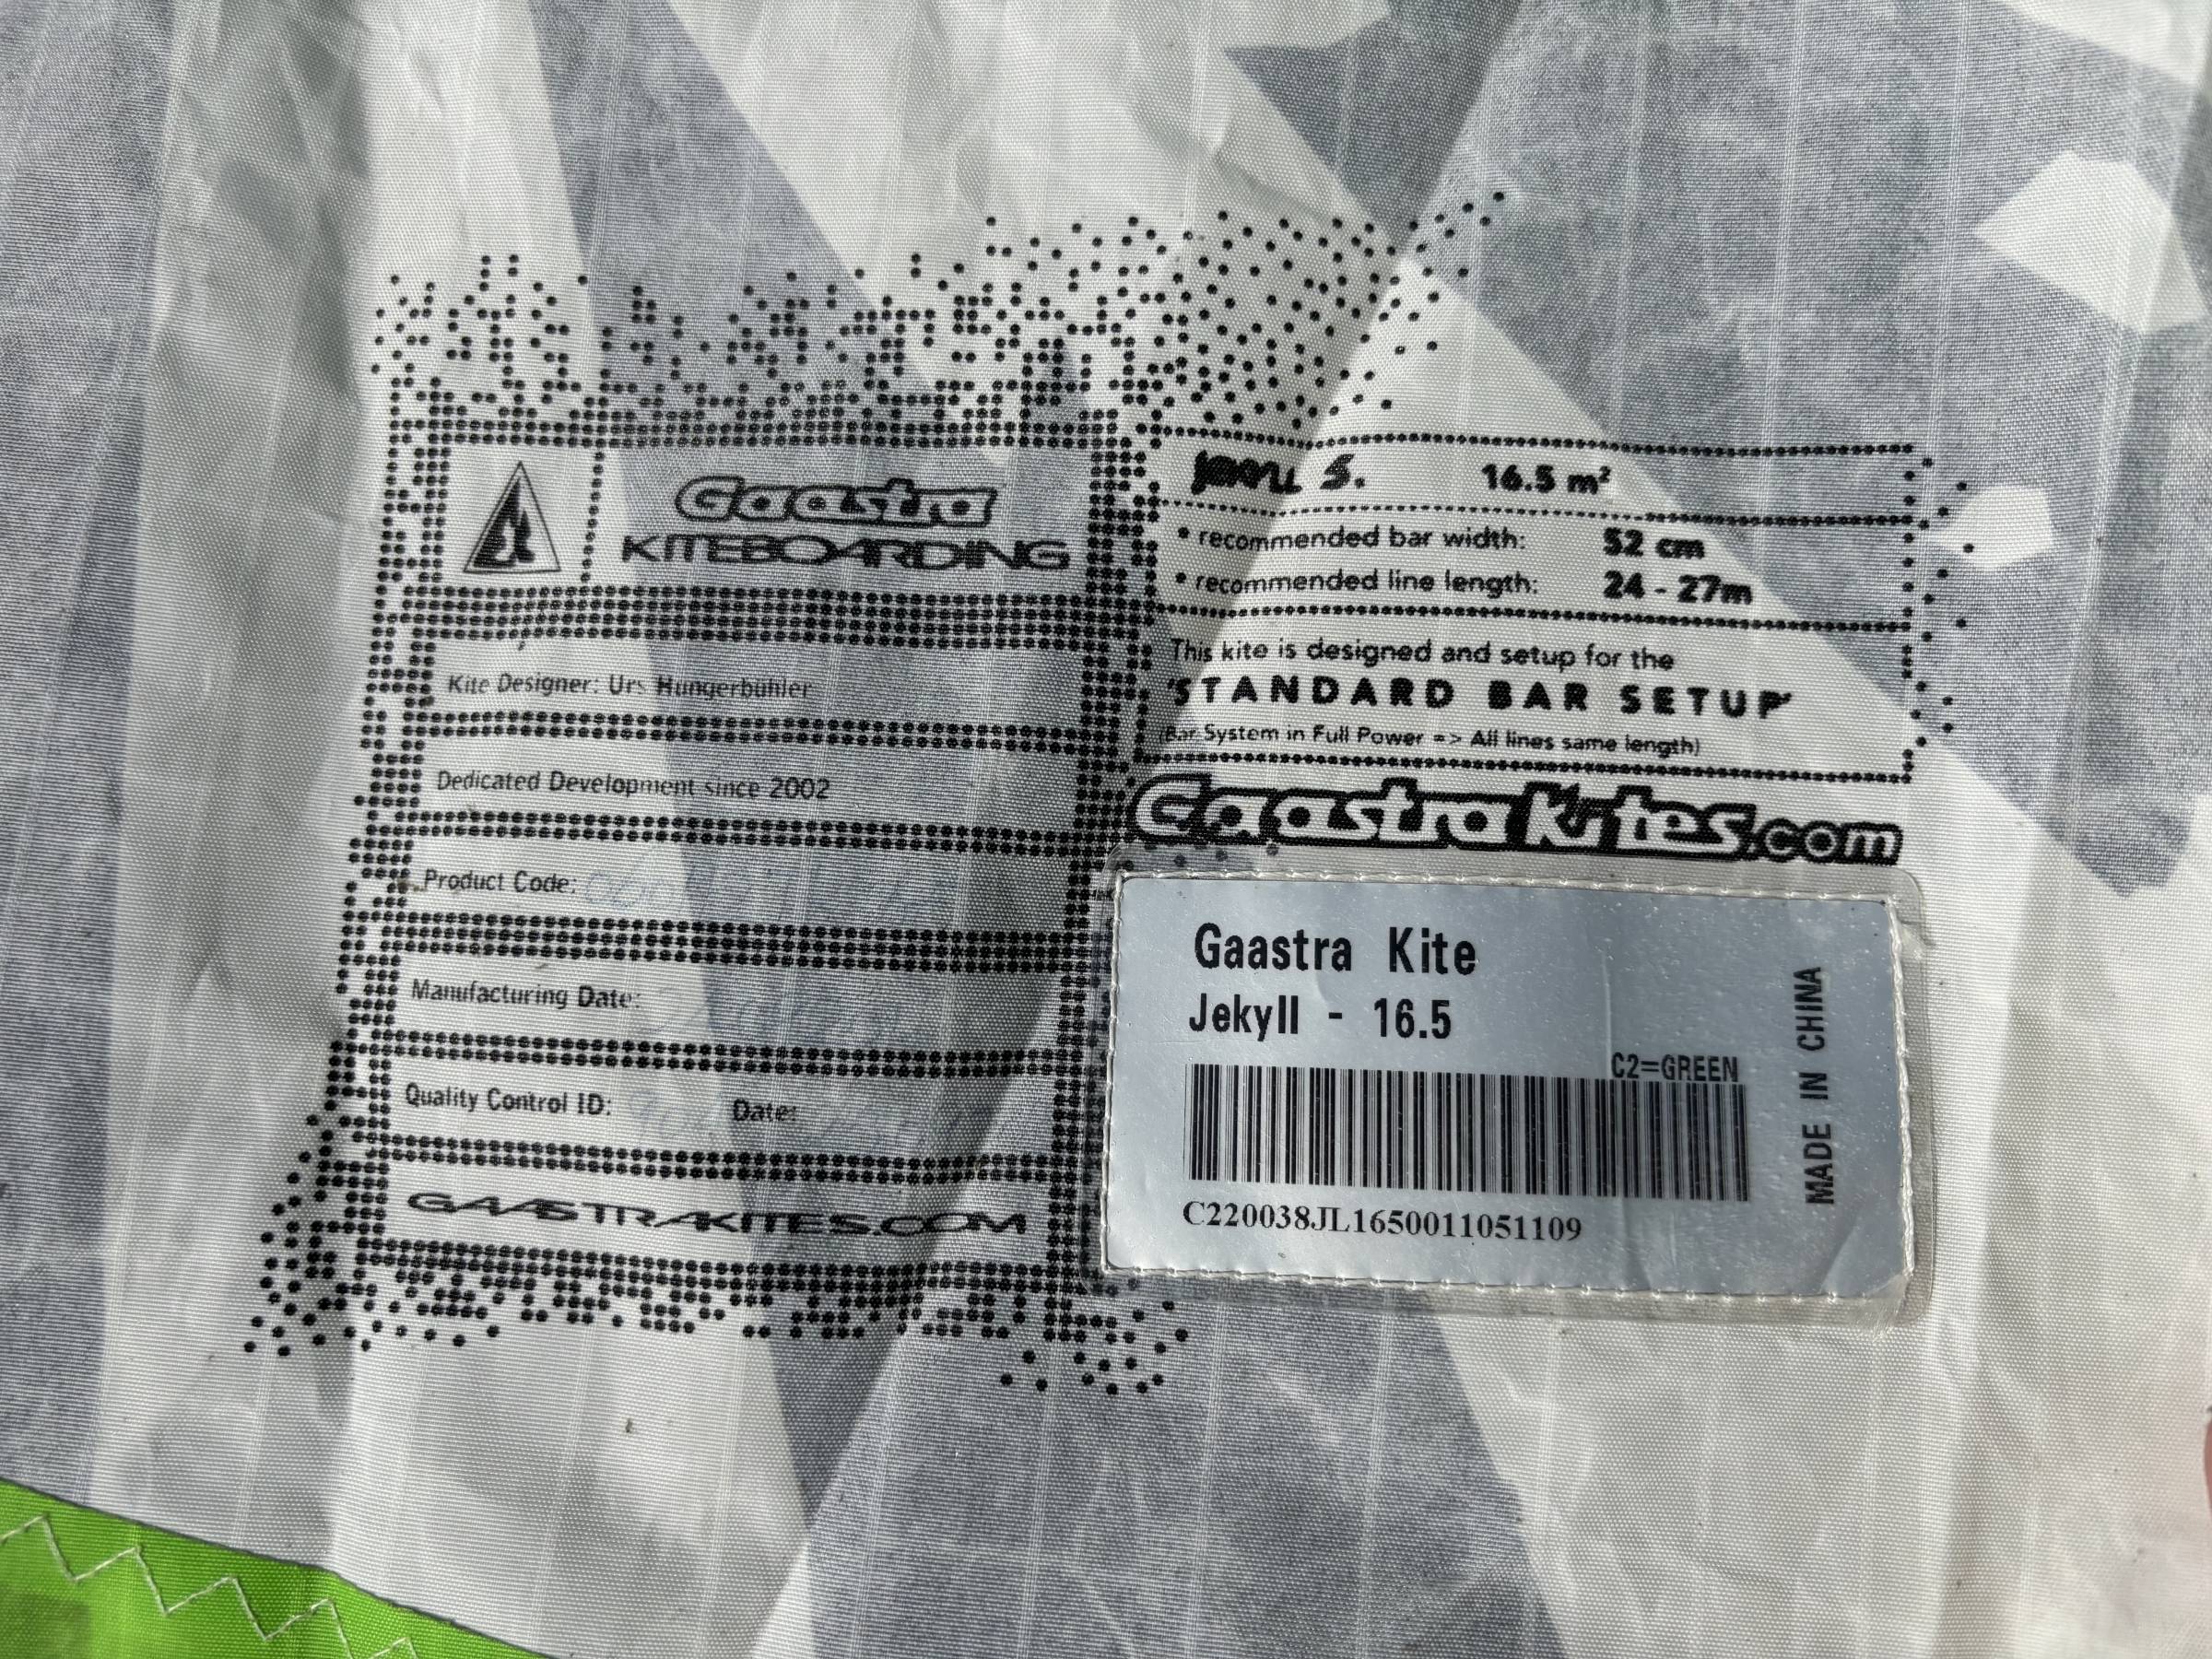 Gaastra
KITEBOARDING
Kite Designer: Urs Hungerbühler
Dedicated Development since 2002
Product Code:
Manufacturing Date:
Quality Control ID: Date:
GAASTRAKITES.COM
S. 16.5 m²
• recommended bar width: 52 cm
• recommended line length: 24 - 27m
This kite is designed and setup for the
'STANDARD BAR SETUP'
(Bar System in Full Power => All lines same length)
GaastraKites.com
Gaastra Kite
Jekyll - 16.5
C2=GREEN
C220038JL1650011051109
MADE IN CHINA